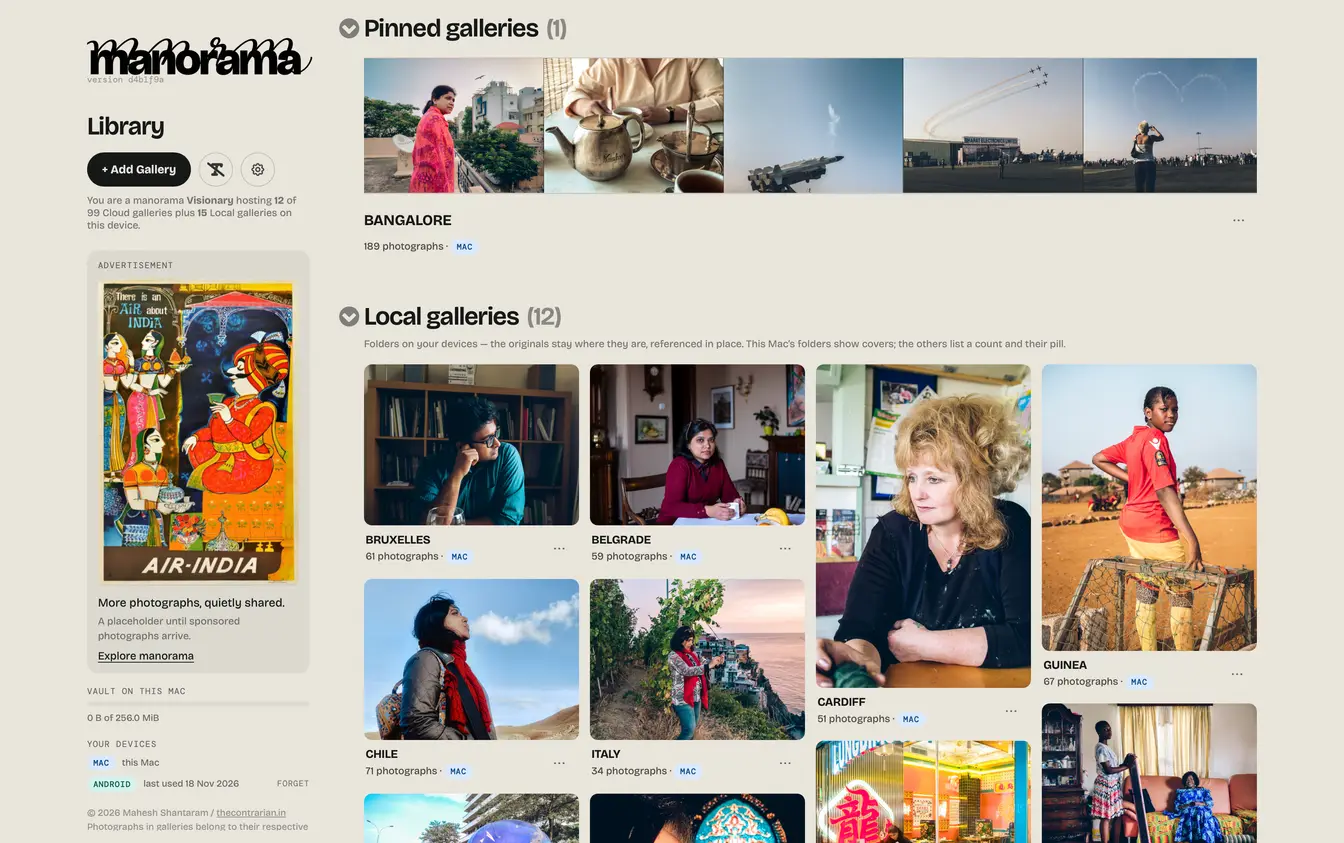 manorama
version d4b1f9a
Library
+ Add Gallery
You are a manorama Visionary hosting 12 of
99 Cloud galleries plus 15 Local galleries on
this device.
ADVERTISEMENT
There is an
AIR about
INDIA
AIR-INDIA
More photographs, quietly shared.
A placeholder until sponsored
photographs arrive.
Explore manorama
VAULT ON THIS MAC
0 B of 256.0 MiB
YOUR DEVICES
MAC this Mac
ANDROID last used 18 Nov 2026 FORGET
© 2026 Mahesh Shantaram / thecontrarian.in
Photographs in galleries belong to their respective
Pinned galleries (1)
BANGALORE
189 photographs · MAC
Local galleries (12)
Folders on your devices — the originals stay where they are, referenced in place. This Mac's folders show covers; the others list a count and their pill.
BRUXELLES
61 photographs · MAC
BELGRADE
59 photographs · MAC
CARDIFF
51 photographs · MAC
GUINEA
67 photographs · MAC
CHILE
71 photographs · MAC
ITALY
34 photographs · MAC
龍